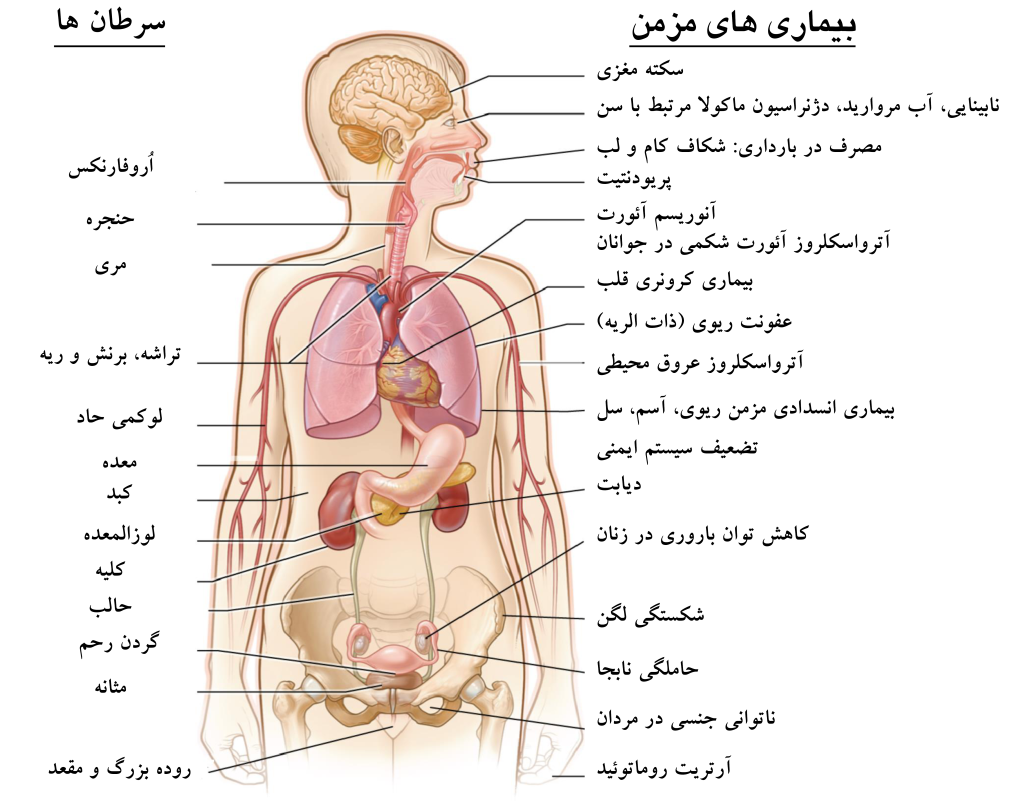 بیماری های مزمن
سکته مغزی
نابینایی، آب مروارید، دژنراسیون ماکولا مرتبط با سن
مصرف در بارداری: شکاف کام و لب
پریودنتیت
آنوریسم آئورت
آترواسکلروز آئورت شکمی در جوانان
بیماری کرونری قلب
عفونت ریوی (ذات الریه)
آترواسکلروز عروق محیطی
بیماری انسدادی مزمن ریوی، آسم، سل
تضعیف سیستم ایمنی
دیابت
کاهش توان باروری در زنان
شکستگی لگن
حاملگی نابجا
ناتوانی جنسی در مردان
آرتریت روماتوئید
سرطان ها
اُروفارنکس
حنجره
مری
تراشه، برنش و ریه
لوکمی حاد
معده
کبد
لوزالمعده
کلیه
حالب
گردن رحم
مثانه
روده بزرگ و مقعد